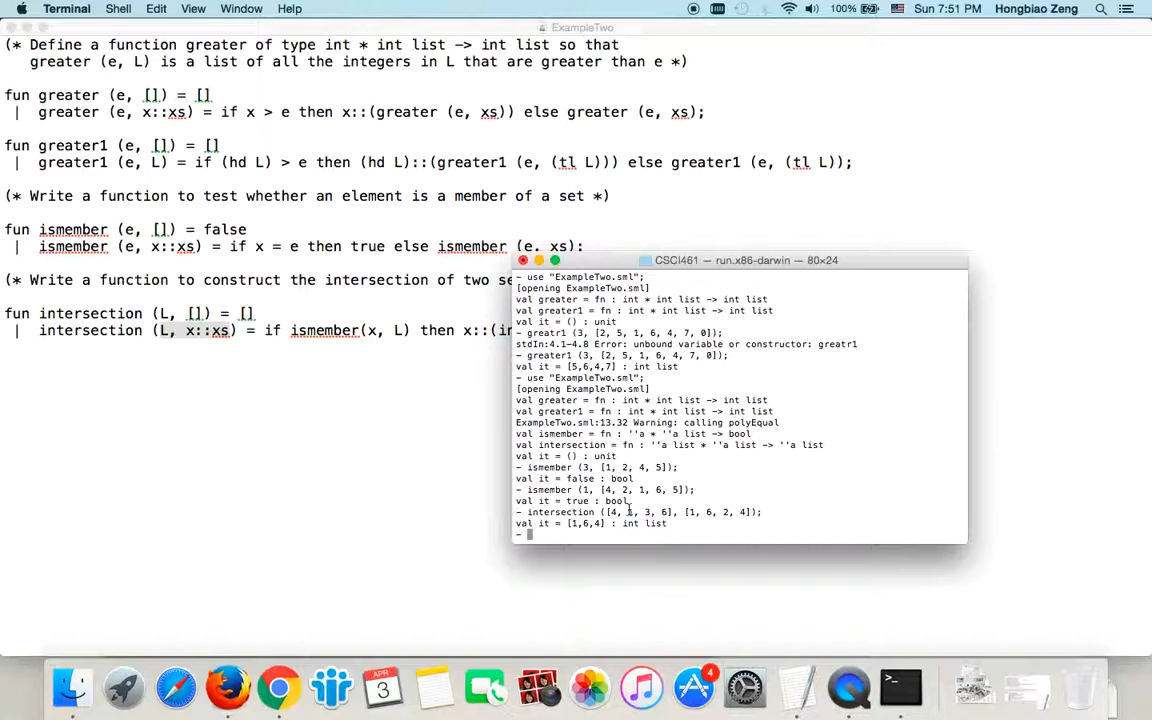 Terminal Shell Edit View Window Help 100% Sun 7:51 PM Hongbiao Zeng
ExampleTwo
(* Define a function greater of type int * int list -> int list so that
greater (e, L) is a list of all the integers in L that are greater than e *)
fun greater (e, []) = []
| greater (e, x::xs) = if x > e then x::(greater (e, xs)) else greater (e, xs);
fun greater1 (e, []) = []
| greater1 (e, L) = if (hd L) > e then (hd L)::(greater1 (e, (tl L))) else greater1 (e, (tl L));
(* Write a function to test whether an element is a member of a set *)
fun ismember (e, []) = false
| ismember (e, x::xs) = if x = e then true else ismember (e, xs);
(* Write a function to construct the intersection of two se
fun intersection (L, []) = []
| intersection (L, x::xs) = if ismember(x, L) then x::(in
CSCI461 — run.x86-darwin — 80×24
- use "ExampleTwo.sml";
[opening ExampleTwo.sml]
val greater = fn : int * int list -> int list
val greater1 = fn : int * int list -> int list
val it = () : unit
- greatr1 (3, [2, 5, 1, 6, 4, 7, 0]);
stdIn:4.1-4.8 Error: unbound variable or constructor: greatr1
- greater1 (3, [2, 5, 1, 6, 4, 7, 0]);
val it = [5,6,4,7] : int list
- use "ExampleTwo.sml";
[opening ExampleTwo.sml]
val greater = fn : int * int list -> int list
val greater1 = fn : int * int list -> int list
ExampleTwo.sml:13.32 Warning: calling polyEqual
val ismember = fn : ''a * ''a list -> bool
val intersection = fn : ''a list * ''a list -> ''a list
val it = () : unit
- ismember (3, [1, 2, 4, 5]);
val it = false : bool
- ismember (1, [4, 2, 1, 6, 5]);
val it = true : bool
- intersection ([4, 1, 3, 6], [1, 6, 2, 4]);
val it = [1,6,4] : int list
-
APR
3
4
>_